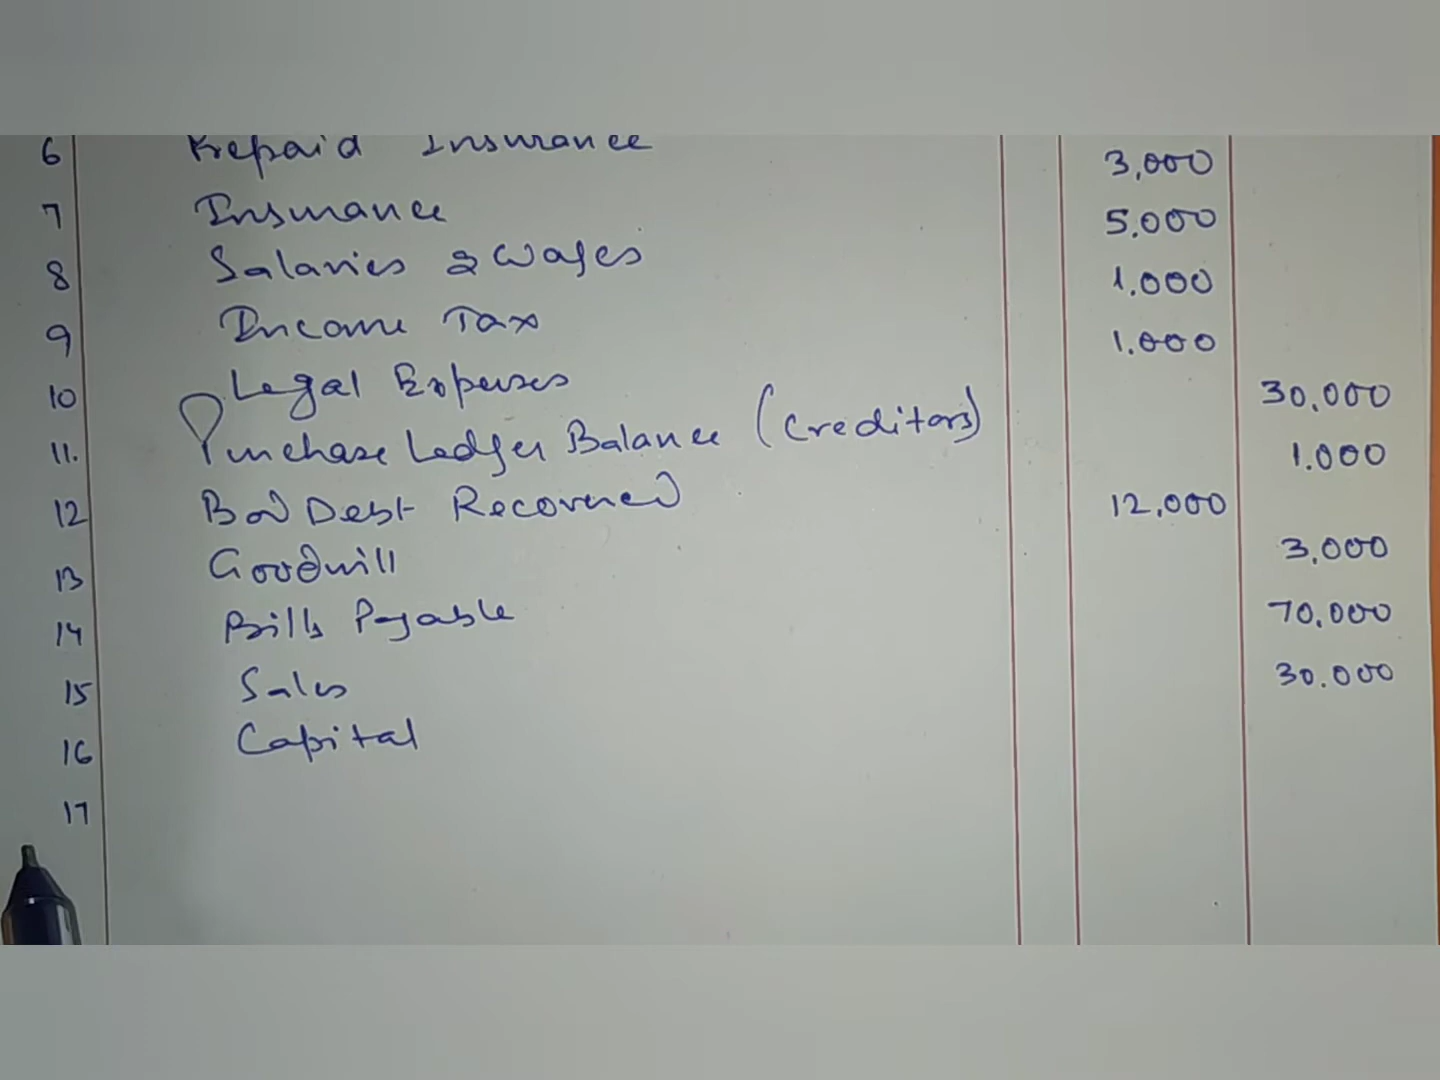 6 Prepaid Insurance
7 Insurance 3,000
8 Salaries & Wages 5.000
9 Income Tax 1.000
10 Legal Expenses 1.000
11. Purchase Ledger Balance (Creditors) 30,000
12 Bad Debt Recovered 1.000
13 Goodwill 12,000
14 Bills Payable 3,000
15 Sales 70,000
16 Capital 30.000
17